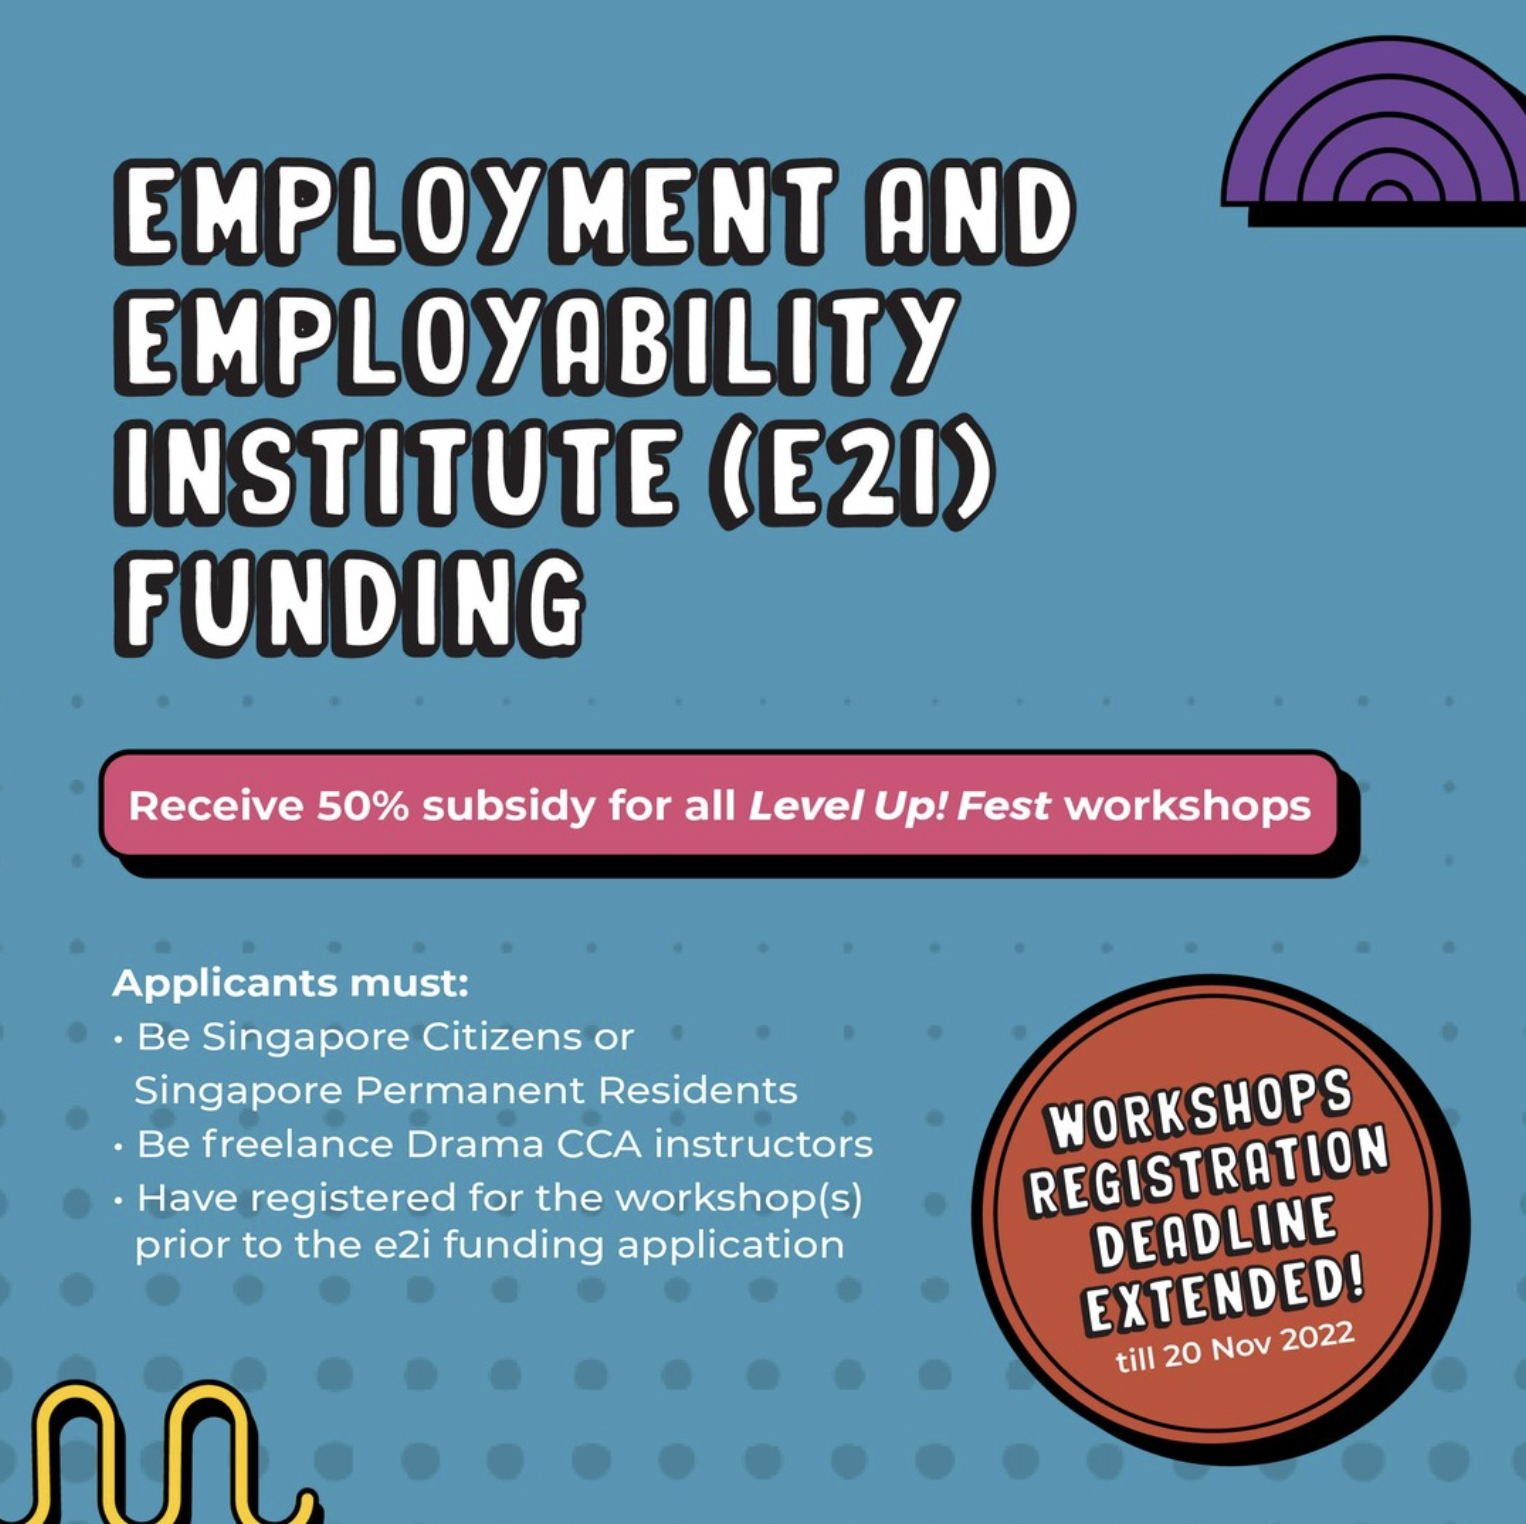 EMPLOYMENT AND
EMPLOYABILITY
INSTITUTE (E2I)
FUNDING
Receive 50% subsidy for all Level Up! Fest workshops
Applicants must:
• Be Singapore Citizens or
Singapore Permanent Residents
• Be freelance Drama CCA instructors
• Have registered for the workshop(s)
prior to the e2i funding application
WORKSHOPS
REGISTRATION
DEADLINE
EXTENDED!
till 20 Nov 2022